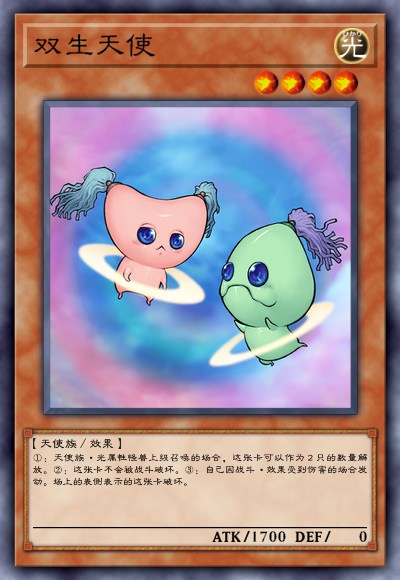 双生天使
光
【天使族／效果】
①：天使族·光属性怪兽上级召唤的场合，这张卡可以作为2只的数量解
放。②：这张卡不会被战斗破坏。③：自己因战斗·效果受到伤害的场合发
动。场上的表侧表示的这张卡破坏。
ATK/1700 DEF/ 0